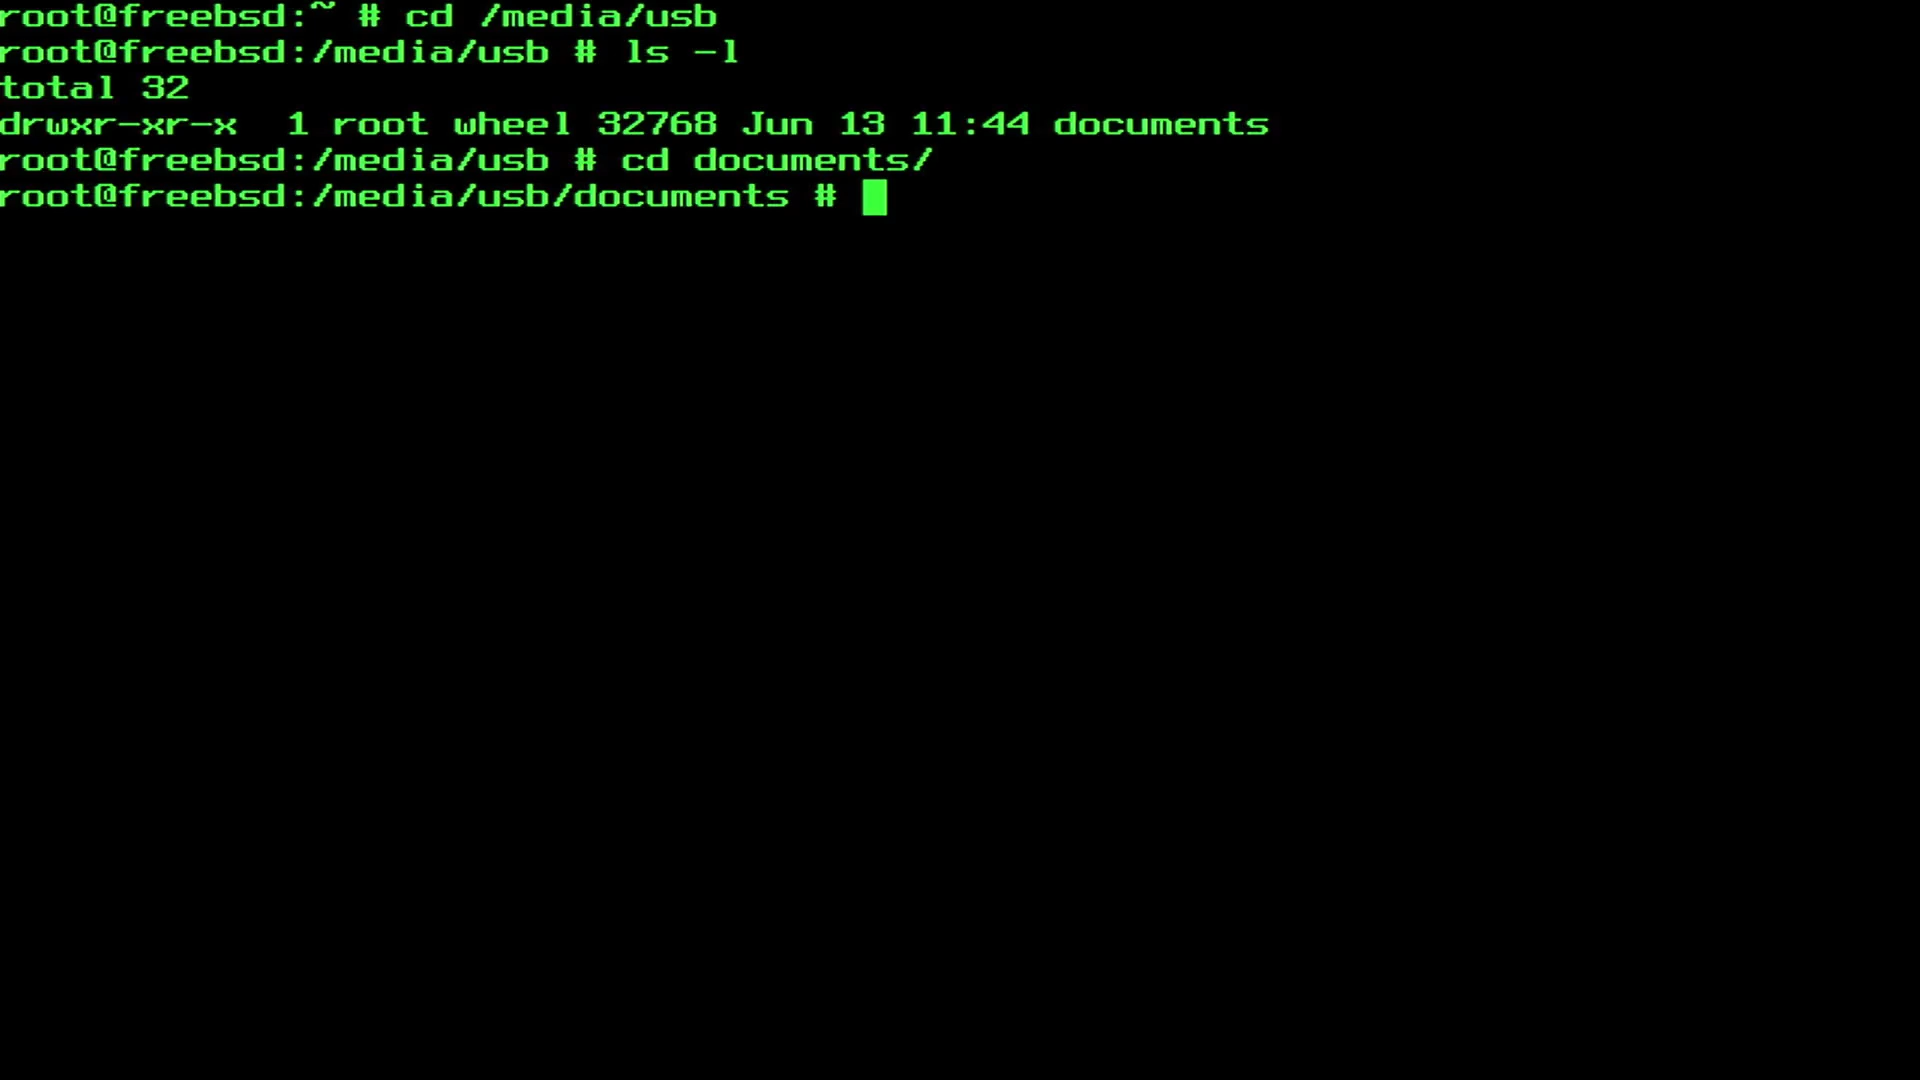 root@freebsd:~ # cd /media/usb
root@freebsd:/media/usb # ls -l
total 32
drwxr-xr-x  1 root wheel 32768 Jun 13 11:44 documents
root@freebsd:/media/usb # cd documents/
root@freebsd:/media/usb/documents #